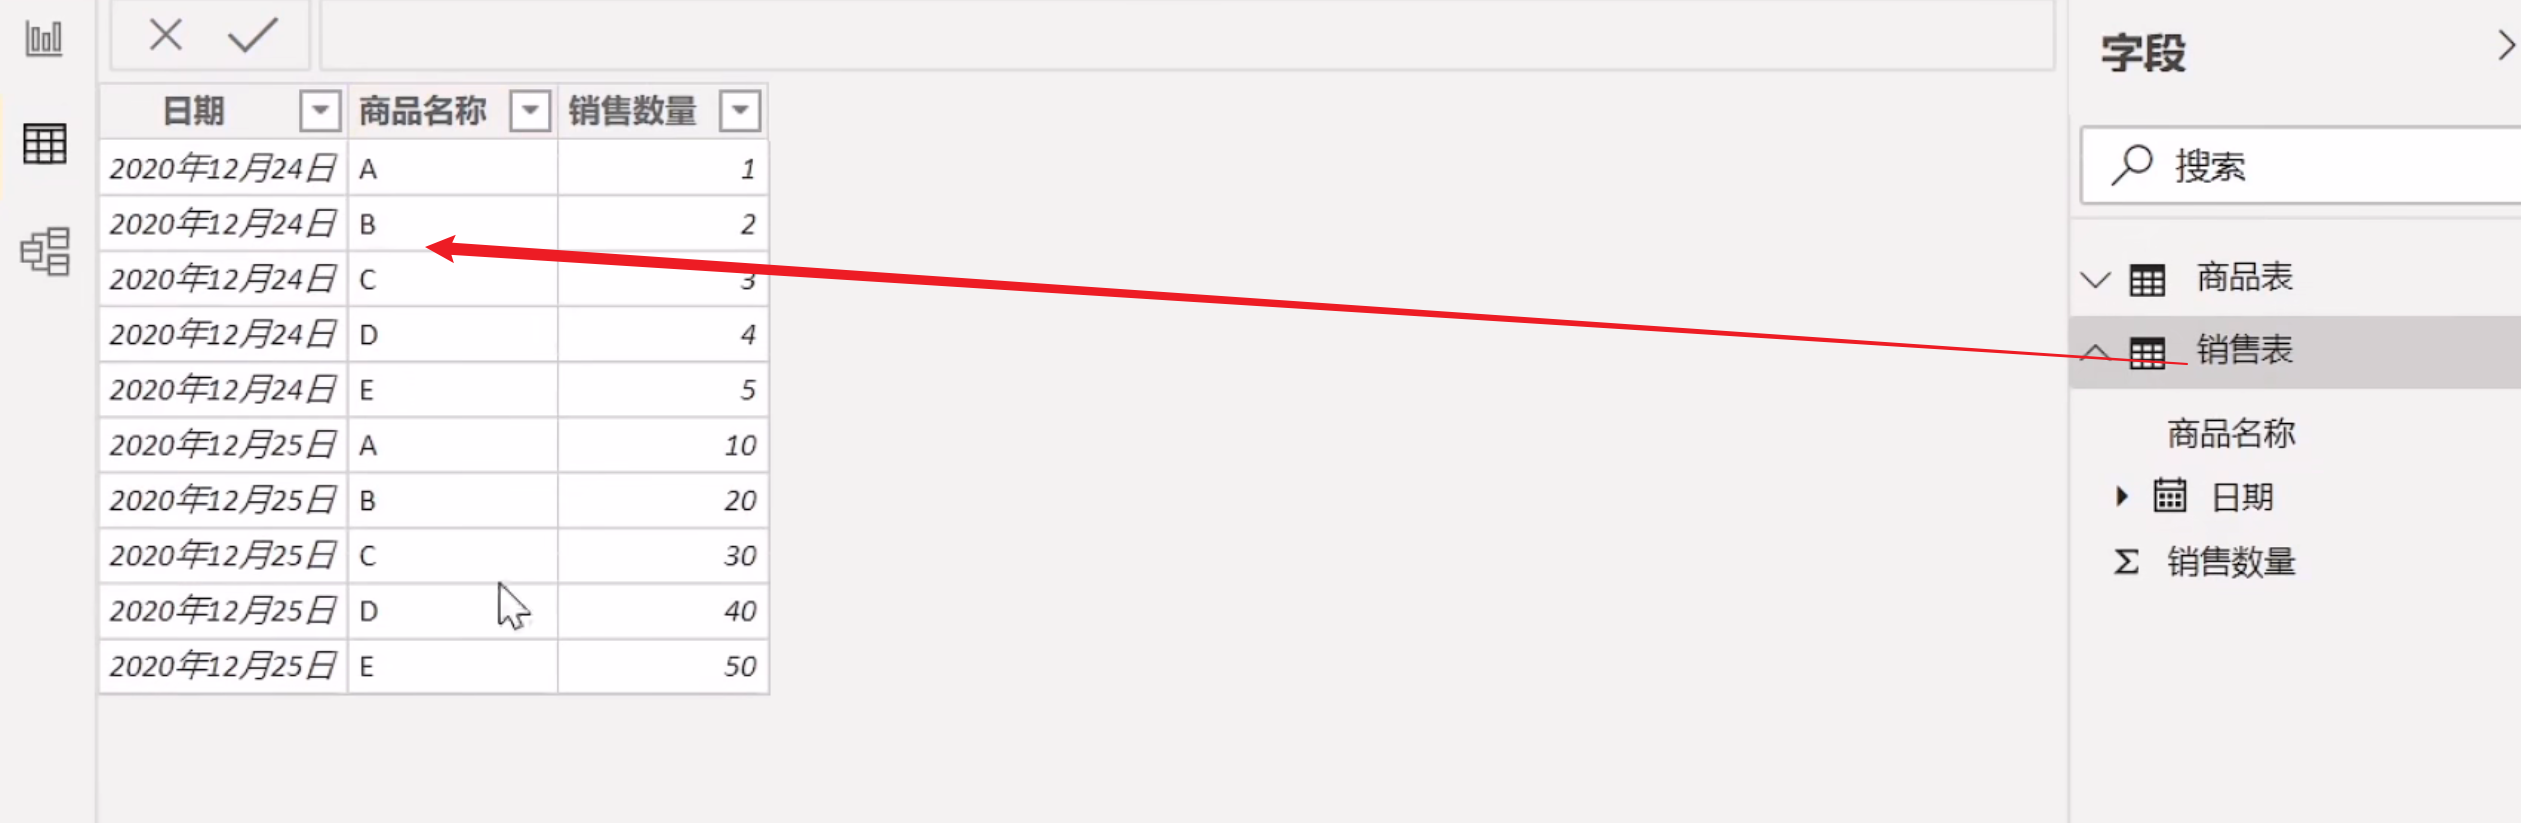 日期 商品名称 销售数量
2020年12月24日 A 1
2020年12月24日 B 2
2020年12月24日 C 3
2020年12月24日 D 4
2020年12月24日 E 5
2020年12月25日 A 10
2020年12月25日 B 20
2020年12月25日 C 30
2020年12月25日 D 40
2020年12月25日 E 50
字段
搜索
商品表
销售表
商品名称
日期
Σ 销售数量